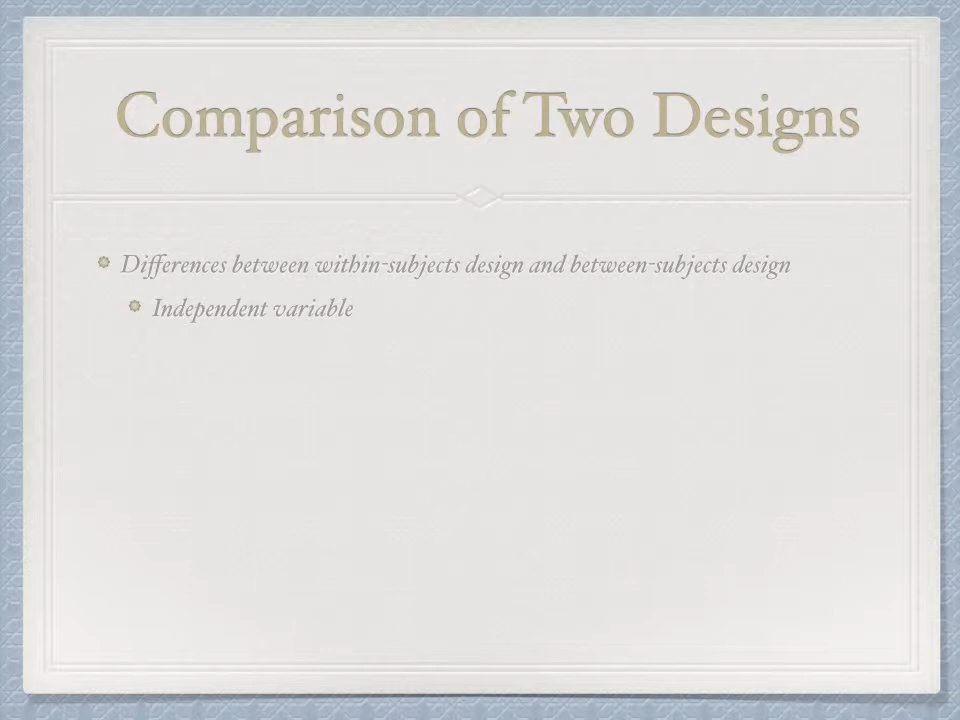 Comparison of Two Designs
Differences between within-subjects design and between-subjects design
Independent variable